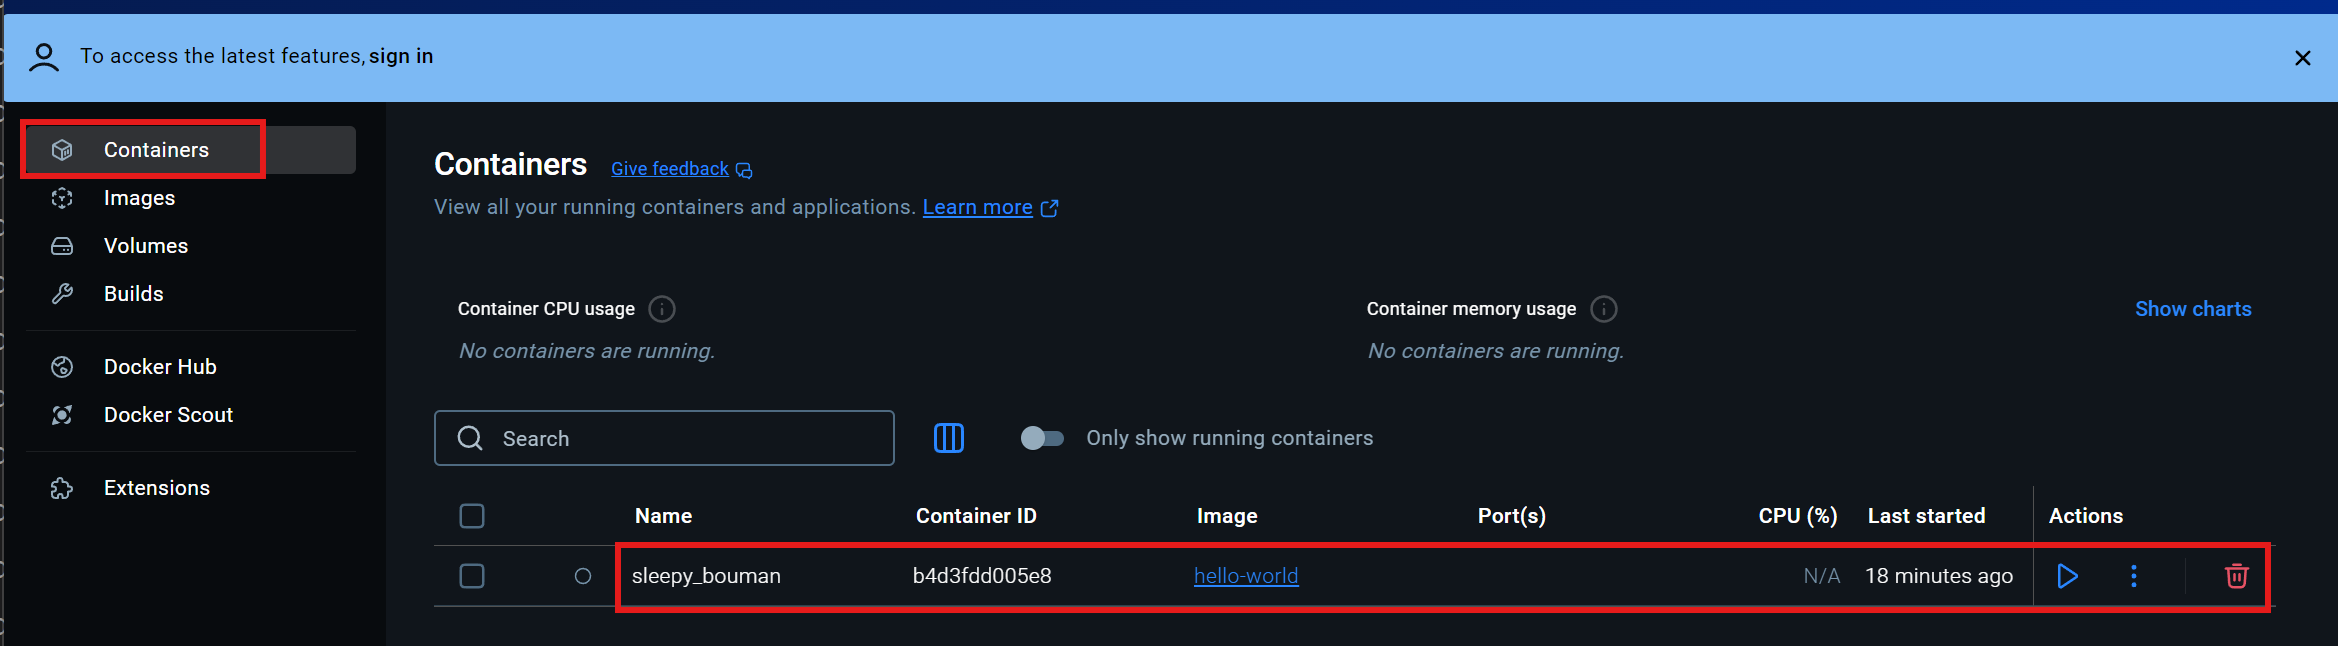 To access the latest features, sign in
Containers
Images
Volumes
Builds
Docker Hub
Docker Scout
Extensions
Containers Give feedback
View all your running containers and applications. Learn more
Container CPU usage
No containers are running.
Container memory usage
No containers are running.
Show charts
Search
Only show running containers
Name Container ID Image Port(s) CPU (%) Last started Actions
sleepy_bouman b4d3fdd005e8 hello-world N/A 18 minutes ago